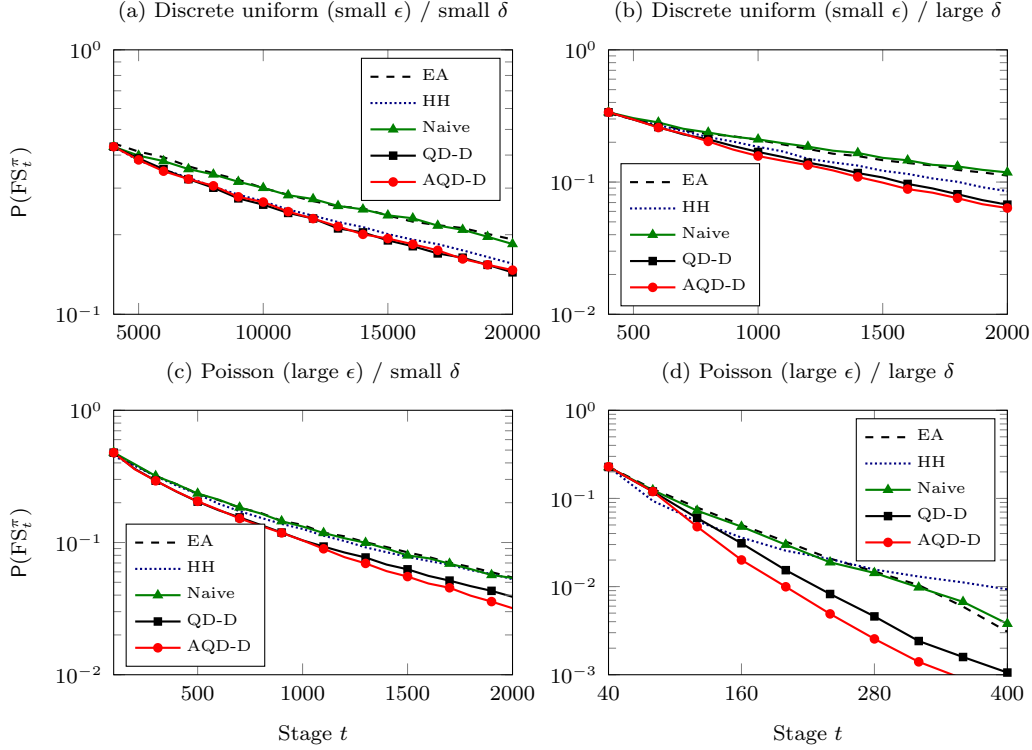 (a) Discrete uniform (small ϵ) / small δ
P(FS_t^π)
10^0
10^−1
5000 10000 15000 20000
EA
HH
Naive
QD-D
AQD-D
(b) Discrete uniform (small ϵ) / large δ
10^0
10^−1
10^−2
500 1000 1500 2000
EA
HH
Naive
QD-D
AQD-D
(c) Poisson (large ϵ) / small δ
P(FS_t^π)
10^0
10^−1
10^−2
500 1000 1500 2000
Stage t
EA
HH
Naive
QD-D
AQD-D
(d) Poisson (large ϵ) / large δ
10^0
10^−1
10^−2
10^−3
40 160 280 400
Stage t
EA
HH
Naive
QD-D
AQD-D